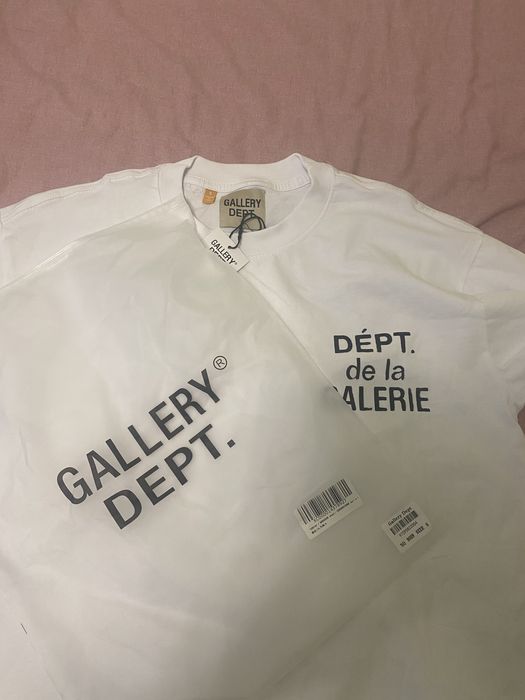 GALLERY
DEPT.
GALLERY
DÉPT.
de la
ALERIE
GALLERY
DEPT.
®
Gallery Dept